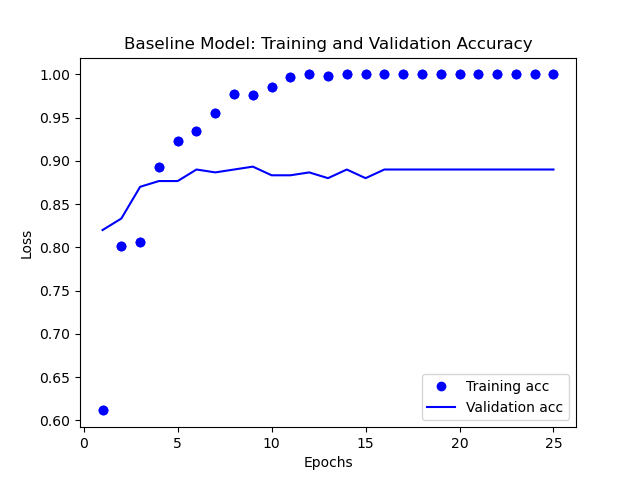 Baseline Model: Training and Validation Accuracy
1.00
0.95
0.90
0.85
0.80
0.75
0.70
0.65
0.60
Loss
0 5 10 15 20 25
Epochs
Training acc
Validation acc